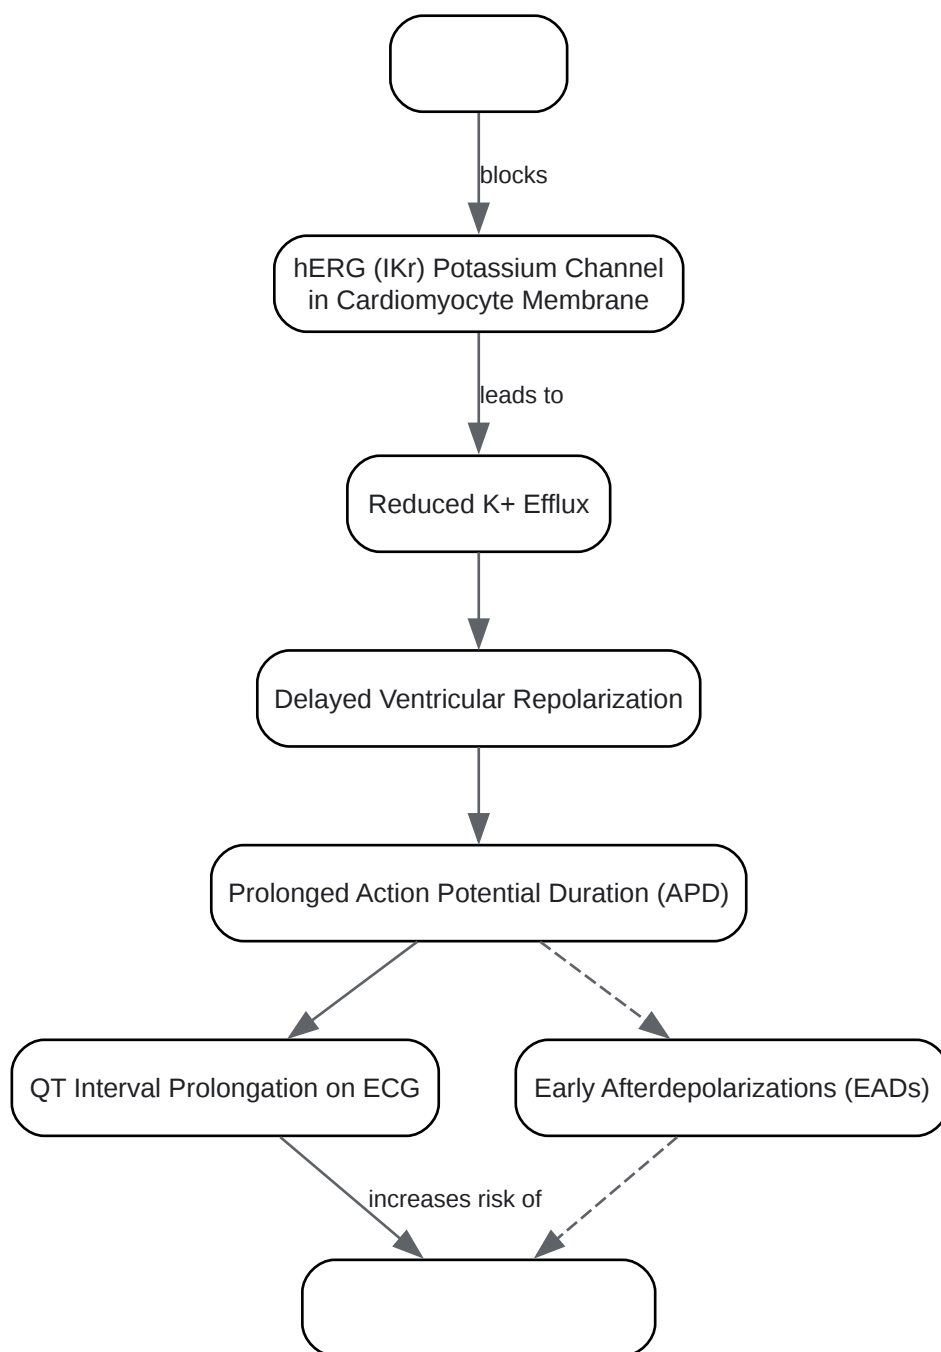 blocks
hERG (IKr) Potassium Channel
in Cardiomyocyte Membrane
leads to
Reduced K+ Efflux
Delayed Ventricular Repolarization
Prolonged Action Potential Duration (APD)
QT Interval Prolongation on ECG
Early Afterdepolarizations (EADs)
increases risk of